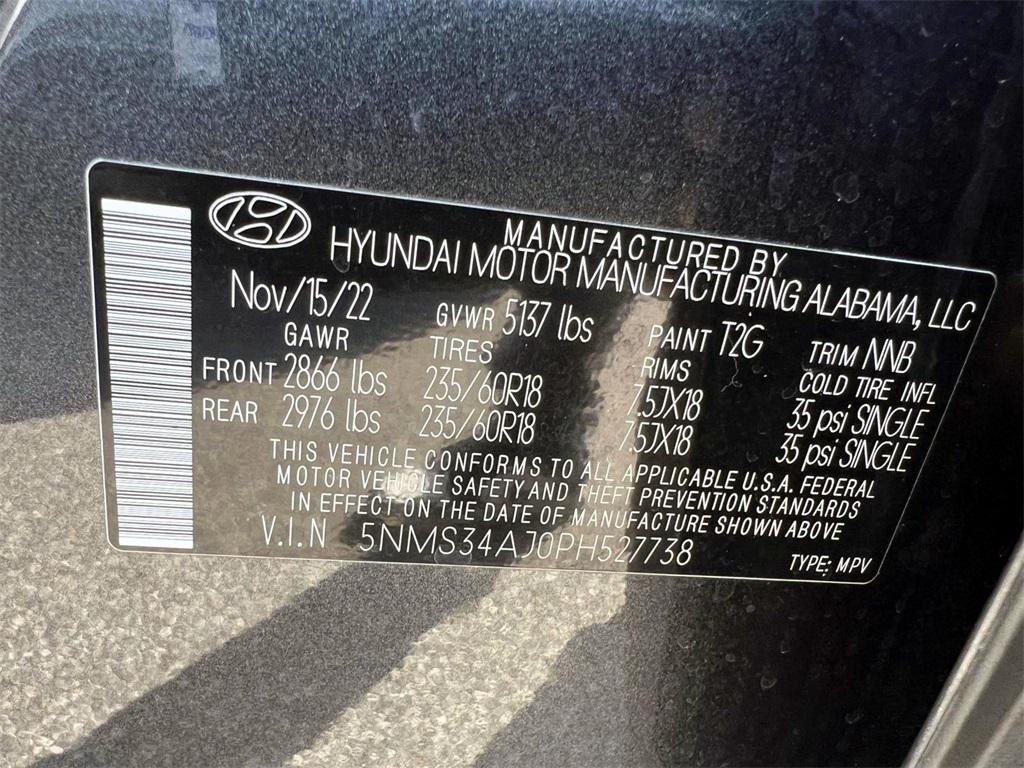 MANUFACTURED BY
HYUNDAI MOTOR MANUFACTURING ALABAMA, LLC
Nov/15/22 GVWR 5137 lbs PAINT T2G TRIM NNB
GAWR TIRES RIMS COLD TIRE INFL
FRONT 2866 lbs 235/60R18 7.5JX18 35 psi SINGLE
REAR 2976 lbs 235/60R18 7.5JX18 35 psi SINGLE
THIS VEHICLE CONFORMS TO ALL APPLICABLE U.S.A. FEDERAL
MOTOR VEHICLE SAFETY AND THEFT PREVENTION STANDARDS
IN EFFECT ON THE DATE OF MANUFACTURE SHOWN ABOVE
V.I.N 5NMS34AJ0PH527738 TYPE: MPV